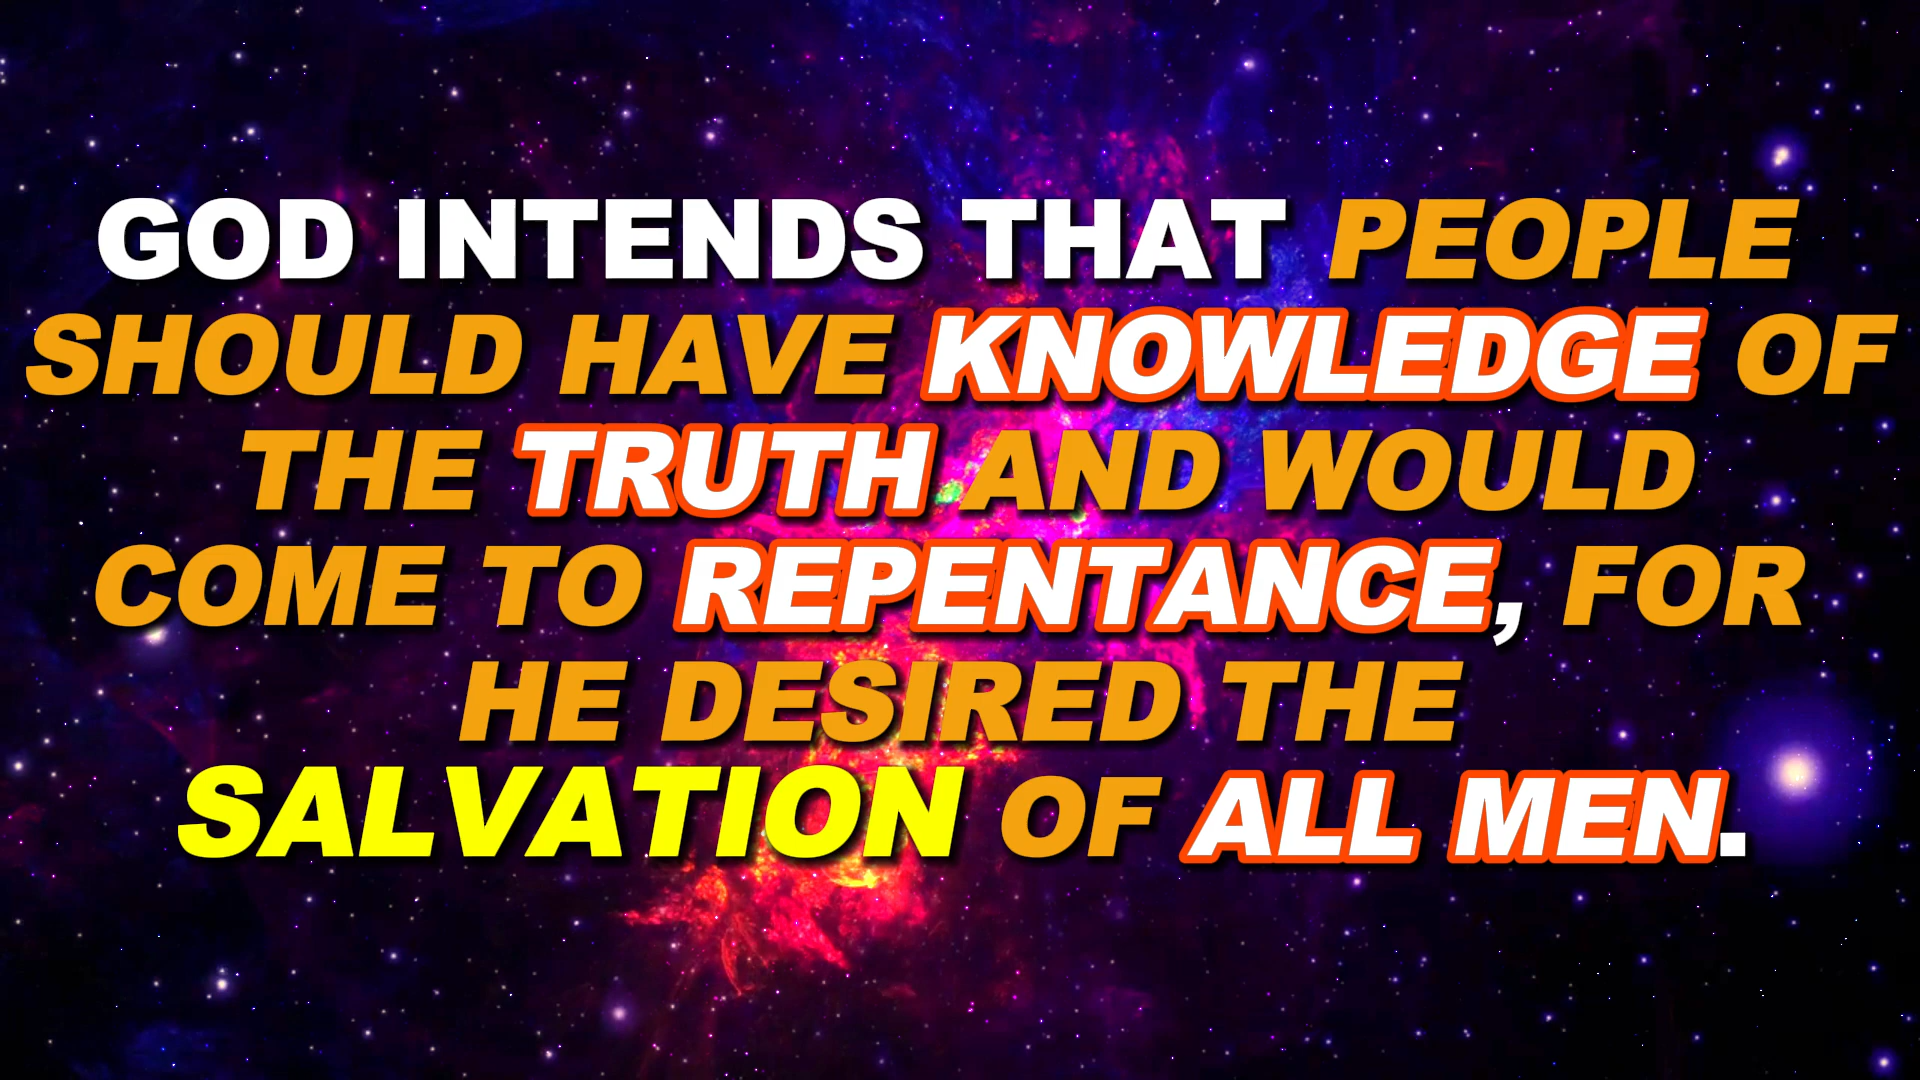 GOD INTENDS THAT PEOPLE
SHOULD HAVE KNOWLEDGE OF
THE TRUTH AND WOULD
COME TO REPENTANCE, FOR
HE DESIRED THE
SALVATION OF ALL MEN.